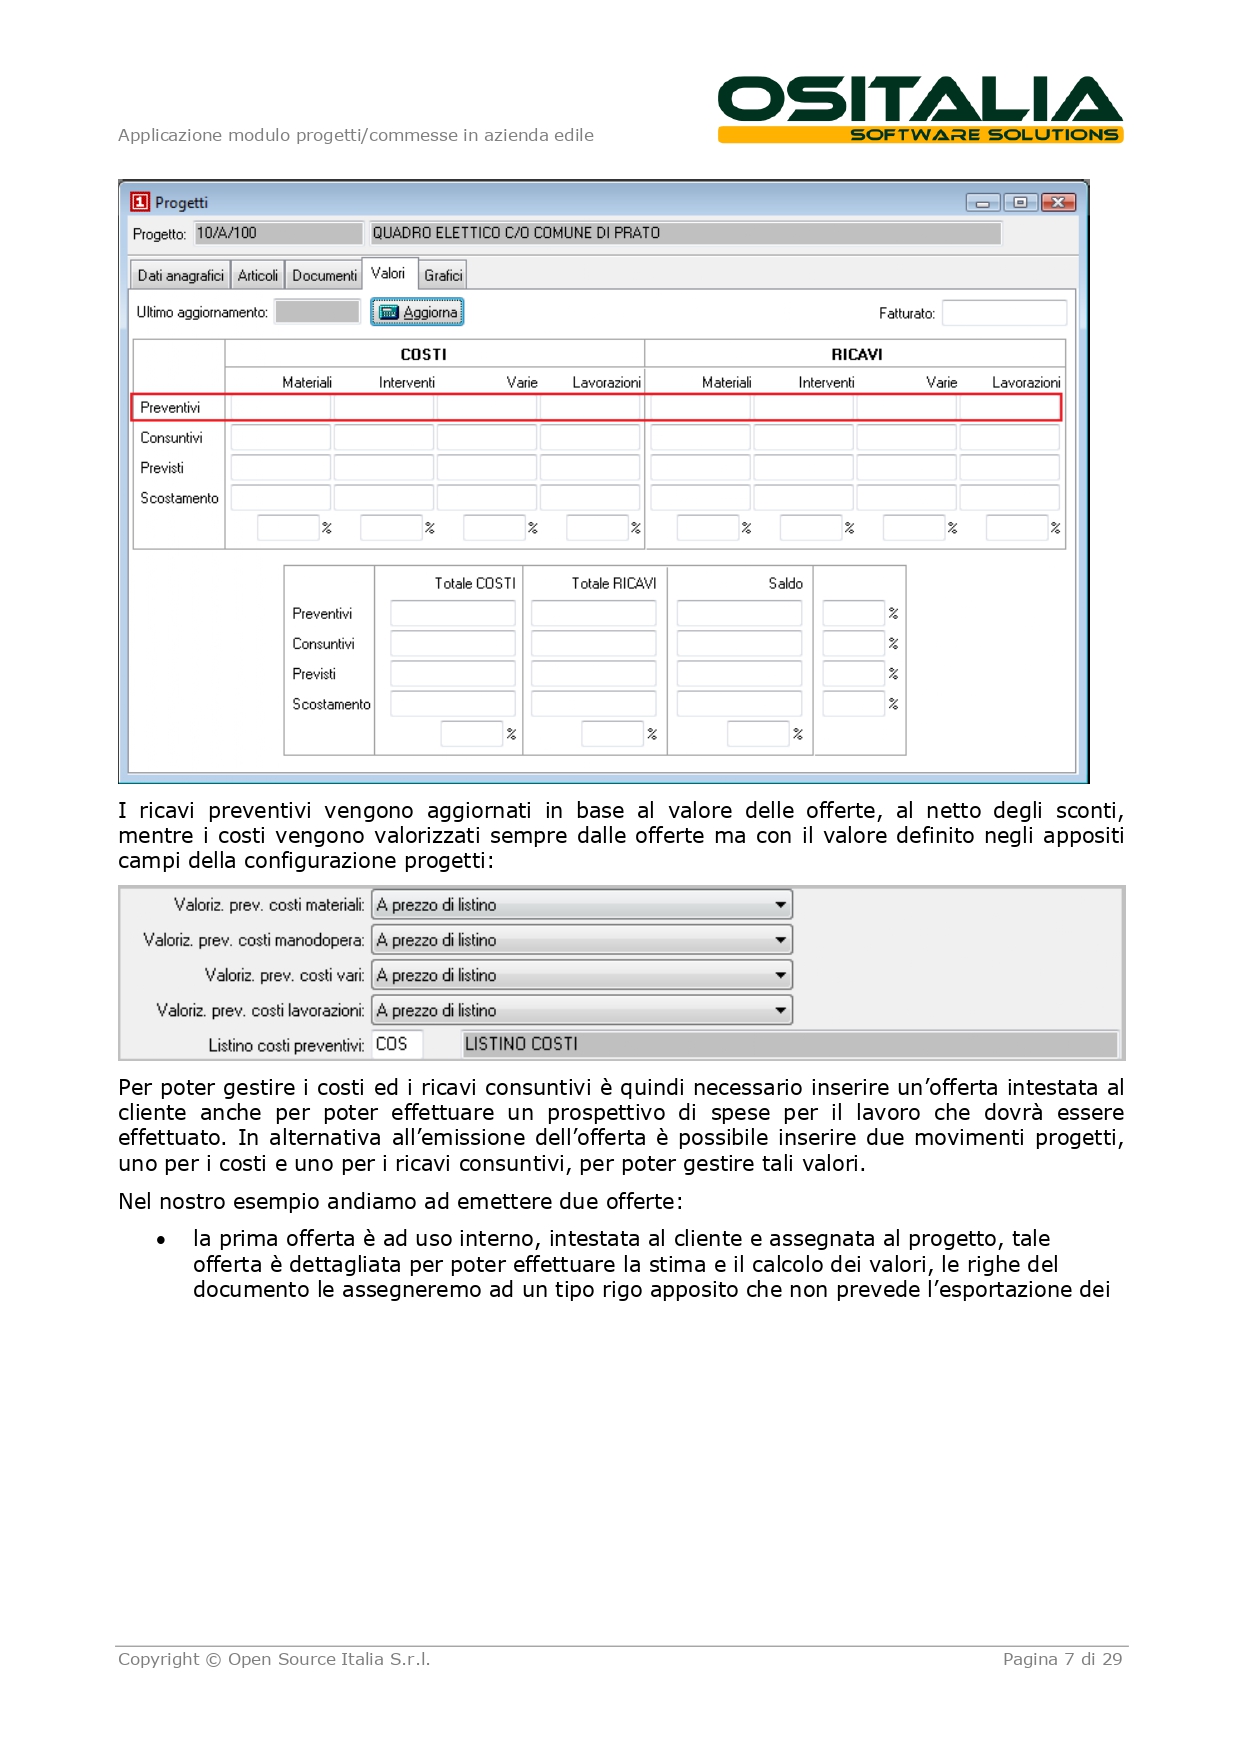 OSITALIA
SOFTWARE SOLUTIONS
Applicazione modulo progetti/commesse in azienda edile
1 Progetti
Progetto: 10/A/100 QUADRO ELETTICO C/O COMUNE DI PRATO
Dati anagrafici Articoli Documenti Valori Grafici
Ultimo aggiornamento: Aggiorna Fatturato:
COSTI RICAVI
Materiali Interventi Varie Lavorazioni Materiali Interventi Varie Lavorazioni
Preventivi
Consuntivi
Previsti
Scostamento
% % % % % % % %
Totale COSTI Totale RICAVI Saldo
Preventivi %
Consuntivi %
Previsti %
Scostamento %
% % %
I ricavi preventivi vengono aggiornati in base al valore delle offerte, al netto degli sconti,
mentre i costi vengono valorizzati sempre dalle offerte ma con il valore definito negli appositi
campi della configurazione progetti:
Valoriz. prev. costi materiali: A prezzo di listino
Valoriz. prev. costi manodopera: A prezzo di listino
Valoriz. prev. costi vari: A prezzo di listino
Valoriz. prev. costi lavorazioni: A prezzo di listino
Listino costi preventivi: COS LISTINO COSTI
Per poter gestire i costi ed i ricavi consuntivi è quindi necessario inserire un’offerta intestata al
cliente anche per poter effettuare un prospettivo di spese per il lavoro che dovrà essere
effettuato. In alternativa all’emissione dell’offerta è possibile inserire due movimenti progetti,
uno per i costi e uno per i ricavi consuntivi, per poter gestire tali valori.
Nel nostro esempio andiamo ad emettere due offerte:
• la prima offerta è ad uso interno, intestata al cliente e assegnata al progetto, tale
offerta è dettagliata per poter effettuare la stima e il calcolo dei valori, le righe del
documento le assegneremo ad un tipo rigo apposito che non prevede l’esportazione dei
Copyright © Open Source Italia S.r.l. Pagina 7 di 29